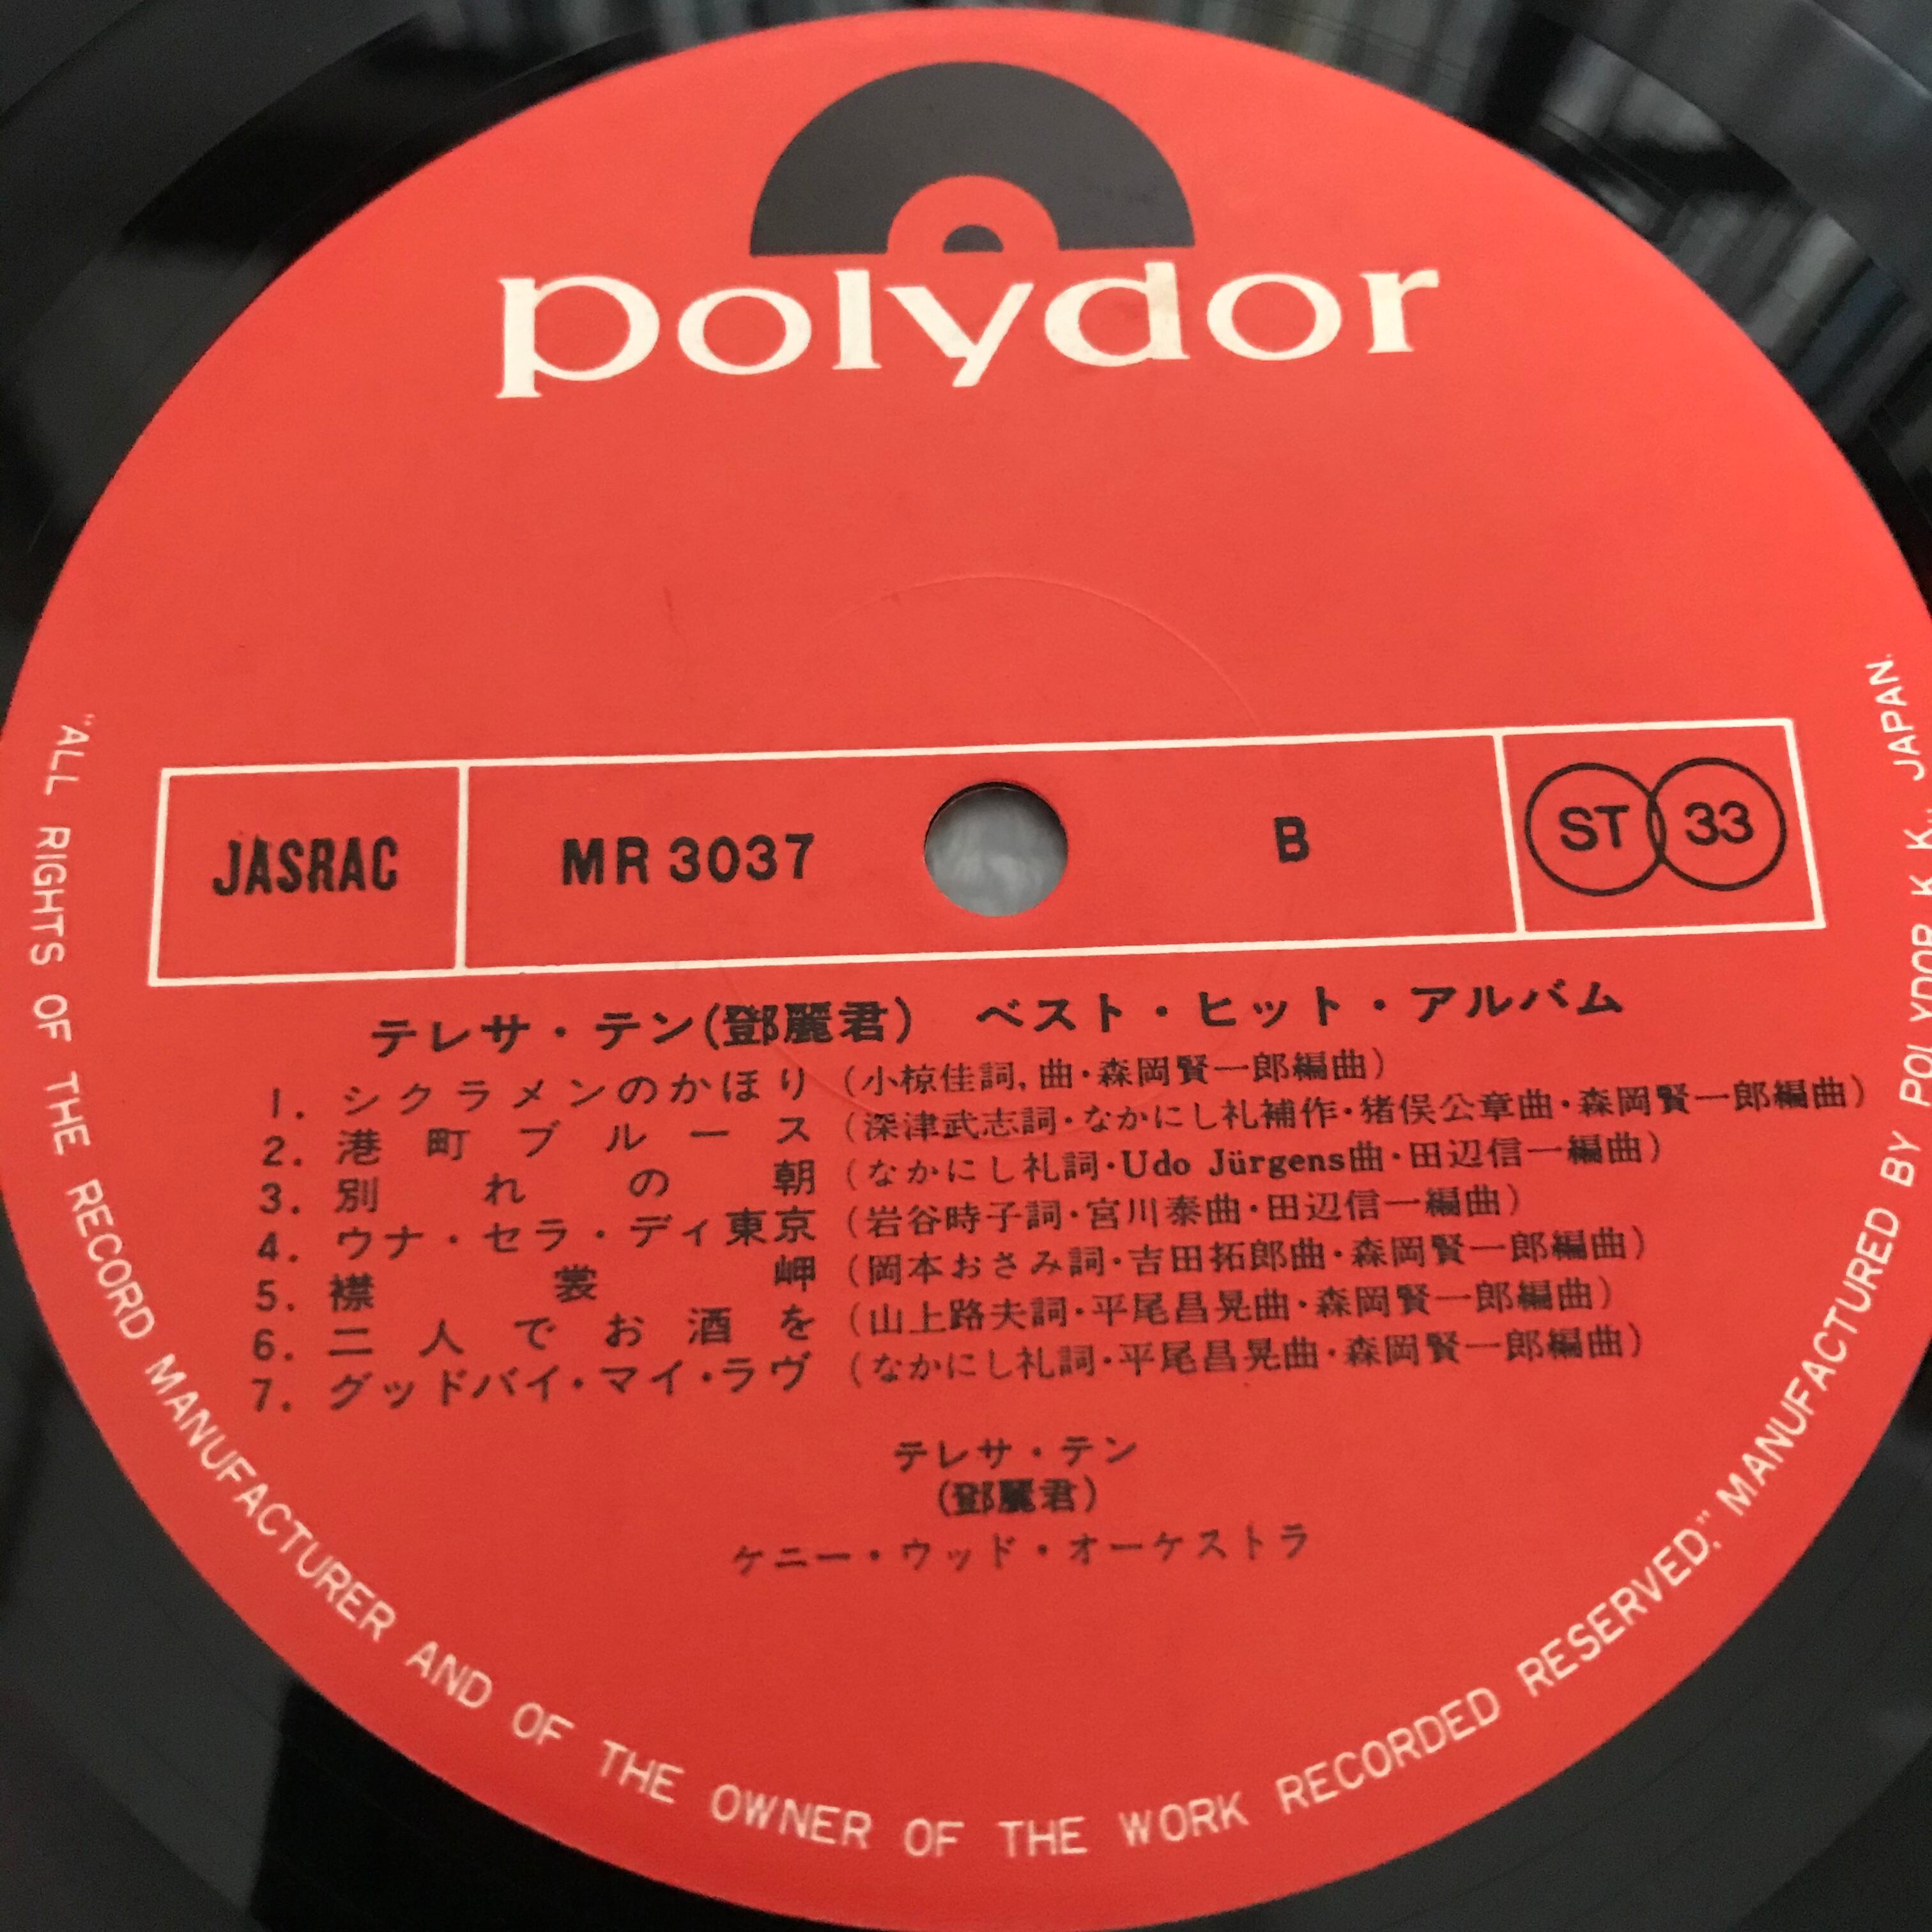 polydor
JASRAC MR 3037 B ST 33
テレサ・テン(鄧麗君) ベスト・ヒット・アルバム
1. シクラメンのかほり (小椋佳詞,曲・森岡賢一郎編曲)
2. 港町ブルース (深津武志詞・なかにし礼補作・猪俣公章曲・森岡賢一郎編曲)
3. 別れの朝 (なかにし礼詞・Udo Jürgens曲・田辺信一編曲)
4. ウナ・セラ・ディ東京 (岩谷時子詞・宮川泰曲・田辺信一編曲)
5. 襟裳岬 (岡本おさみ詞・吉田拓郎曲・森岡賢一郎編曲)
6. 二人でお酒を (山上路夫詞・平尾昌晃曲・森岡賢一郎編曲)
7. グッドバイ・マイ・ラヴ (なかにし礼詞・平尾昌晃曲・森岡賢一郎編曲)
テレサ・テン
(鄧麗君)
ケニー・ウッド・オーケストラ
"ALL RIGHTS OF THE RECORD MANUFACTURER AND OF THE OWNER OF THE WORK RECORDED RESERVED." MANUFACTURED BY POLYDOR K.K., JAPAN.